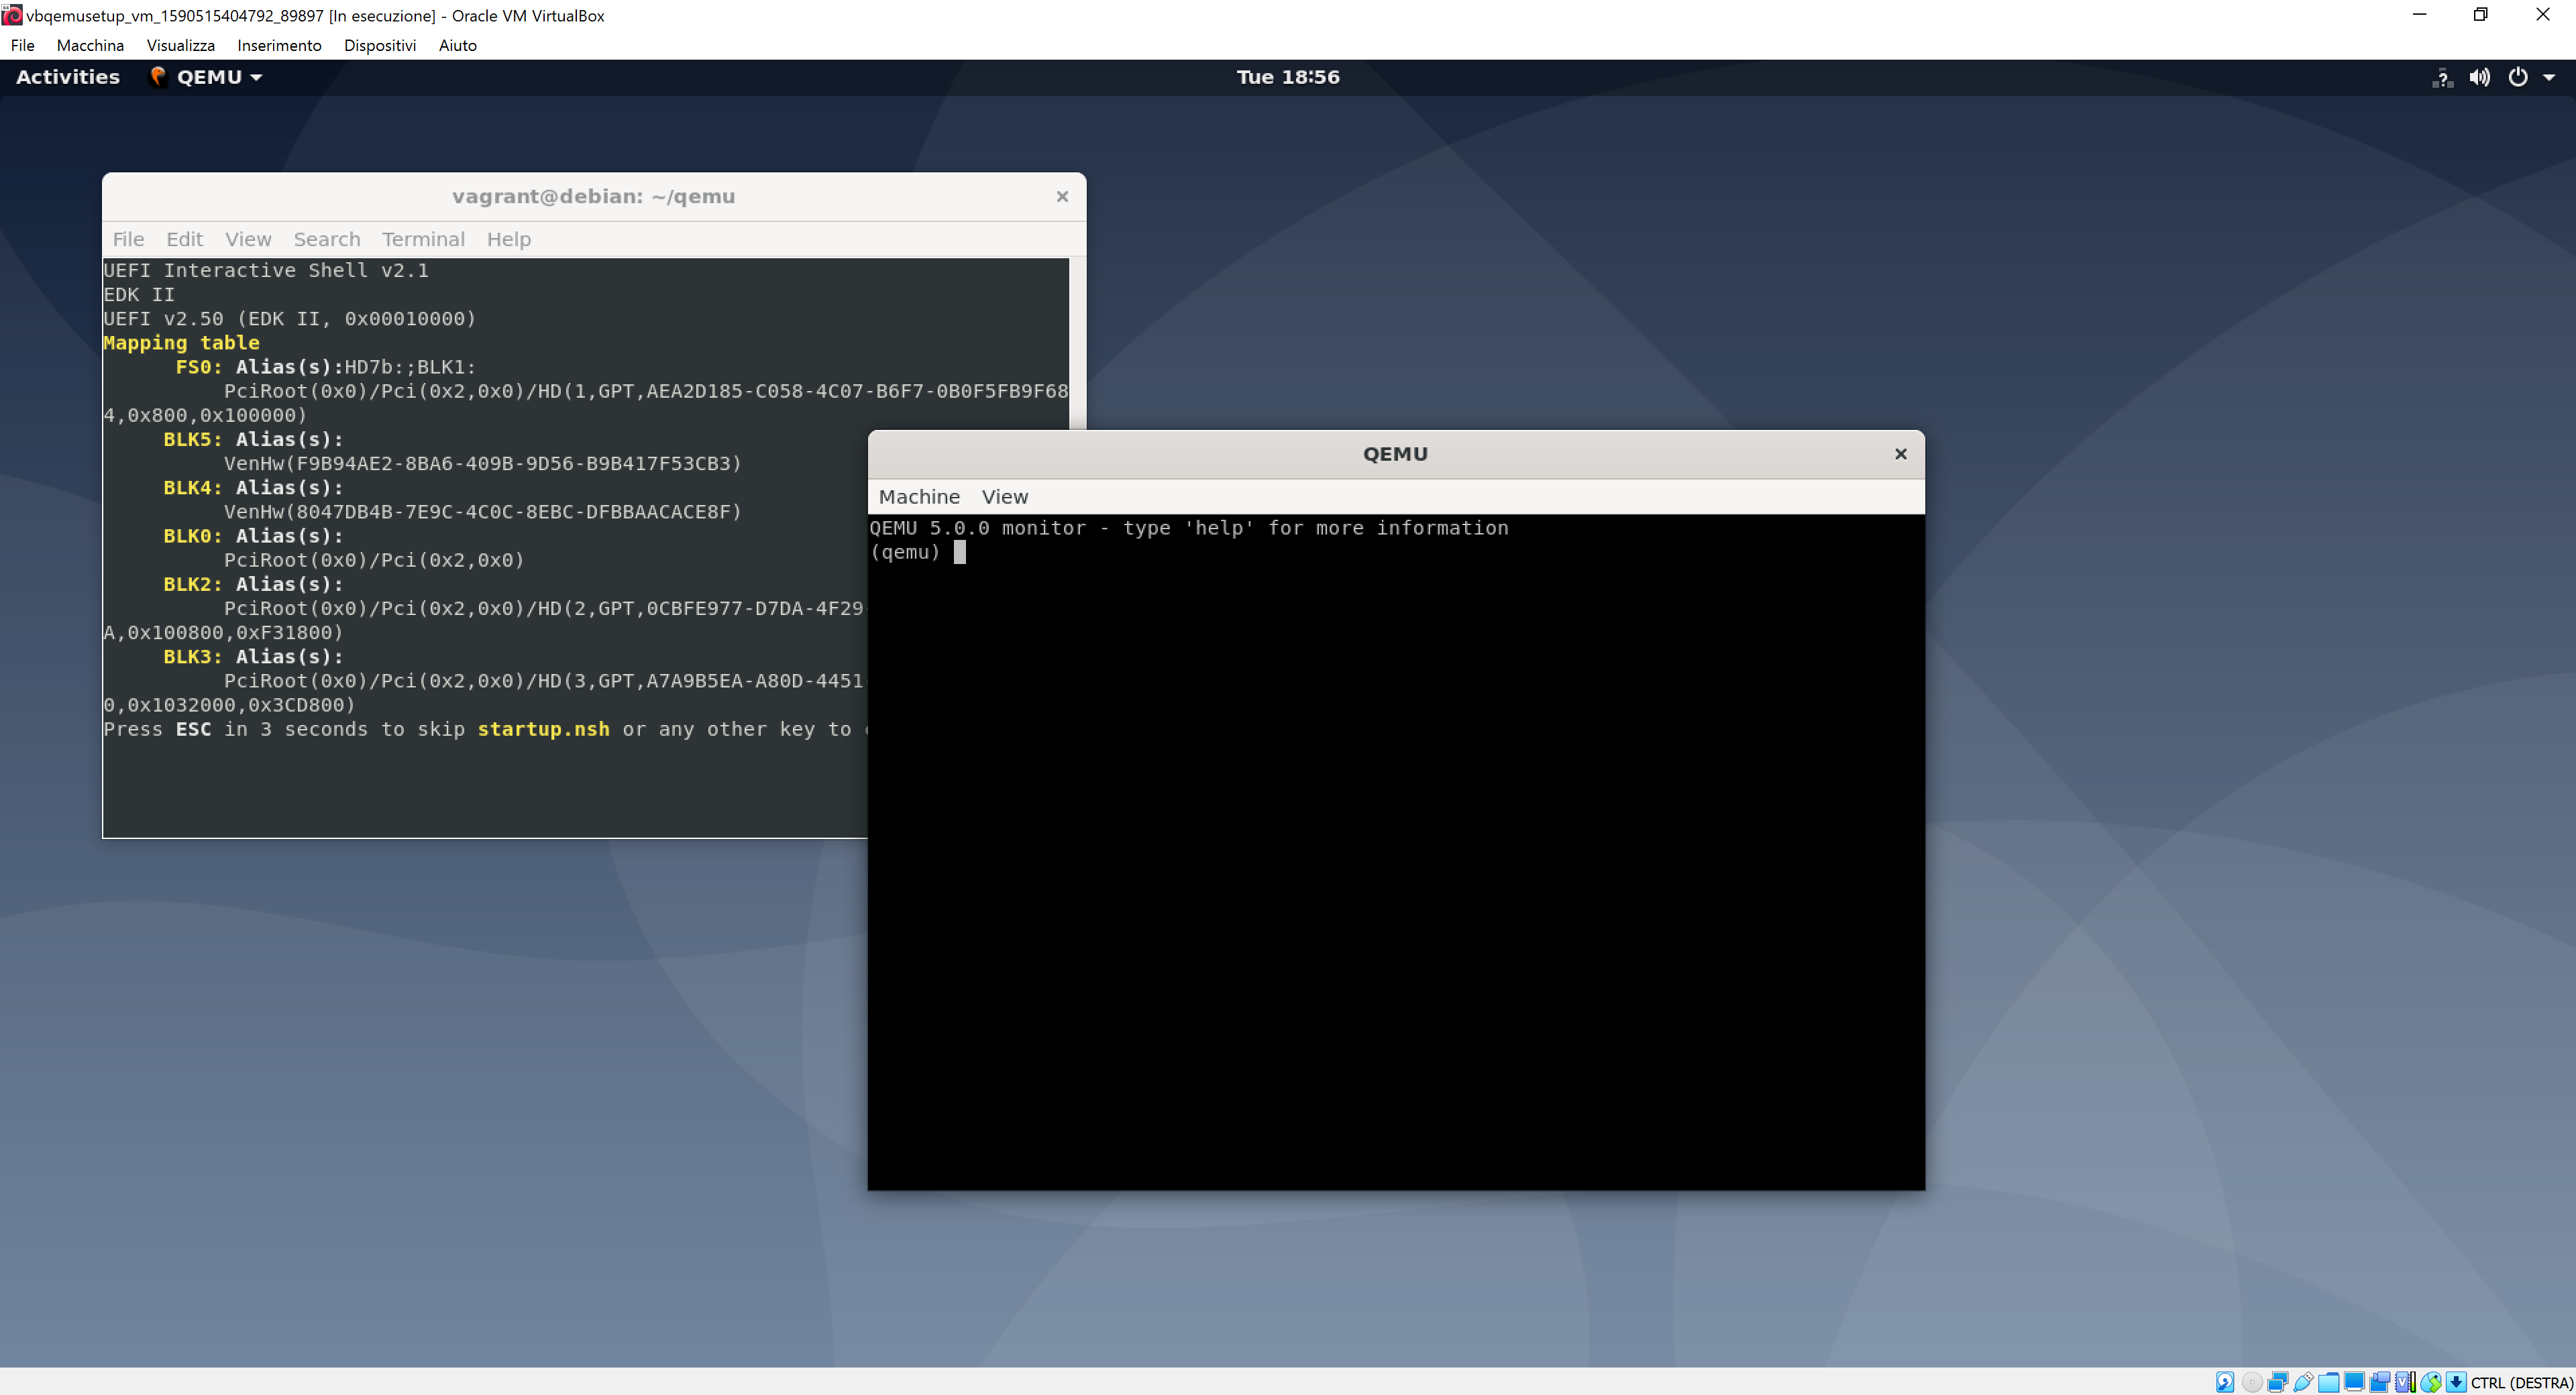 vbqemusetup_vm_1590515404792_89897 [In esecuzione] - Oracle VM VirtualBox
File Macchina Visualizza Inserimento Dispositivi Aiuto
Activities QEMU Tue 18:56
vagrant@debian: ~/qemu
File Edit View Search Terminal Help
UEFI Interactive Shell v2.1
EDK II
UEFI v2.50 (EDK II, 0x00010000)
Mapping table
FS0: Alias(s):HD7b:;BLK1:
PciRoot(0x0)/Pci(0x2,0x0)/HD(1,GPT,AEA2D185-C058-4C07-B6F7-0B0F5FB9F68
4,0x800,0x100000)
BLK5: Alias(s):
VenHw(F9B94AE2-8BA6-409B-9D56-B9B417F53CB3)
BLK4: Alias(s):
VenHw(8047DB4B-7E9C-4C0C-8EBC-DFBBAACACE8F)
BLK0: Alias(s):
PciRoot(0x0)/Pci(0x2,0x0)
BLK2: Alias(s):
PciRoot(0x0)/Pci(0x2,0x0)/HD(2,GPT,0CBFE977-D7DA-4F29-
A,0x100800,0xF31800)
BLK3: Alias(s):
PciRoot(0x0)/Pci(0x2,0x0)/HD(3,GPT,A7A9B5EA-A80D-4451-
0,0x1032000,0x3CD800)
Press ESC in 3 seconds to skip startup.nsh or any other key to
QEMU
Machine View
QEMU 5.0.0 monitor - type 'help' for more information
(qemu)
CTRL (DESTRA)